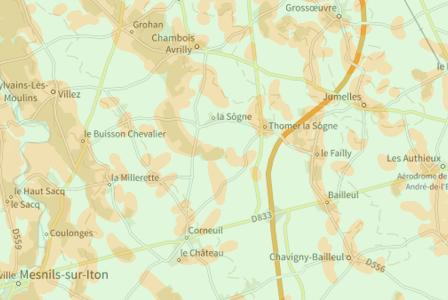 Grossœuvre
Grohan
Chambois
Avrilly
ylvains-Lès-
Moulins
Villez
Jumelles
la Sôgne
Thomer la Sôgne
le Buisson Chevalier
le Failly
Les Authieux
Aérodrome de
André-de-l'E
la Millerette
le Haut Sacq
le Sacq
Bailleul
D833
D559
Coulonges
Corneuil
le Château
Chavigny-Bailleul
D556
ville
Mesnils-sur-Iton